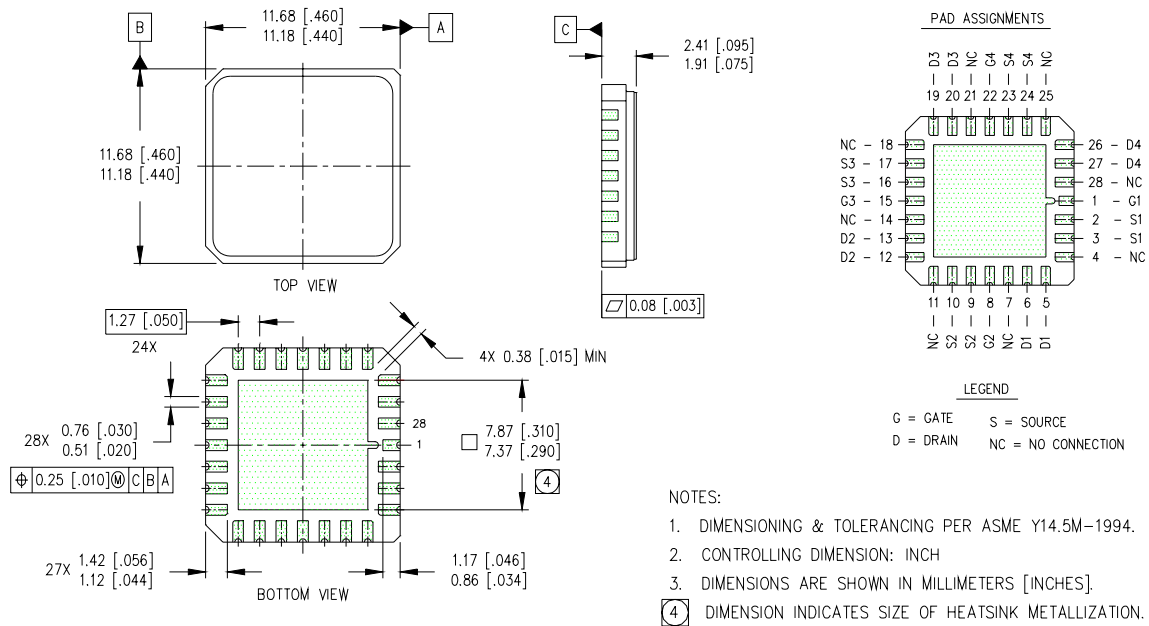 11.68 [.460]
11.18 [.440]
B
A
11.68 [.460]
11.18 [.440]
TOP VIEW
C
2.41 [.095]
1.91 [.075]
0.08 [.003]
PAD ASSIGNMENTS
D3 D3 NC G4 S4 S4 NC
19 20 21 22 23 24 25
NC - 18
S3 - 17
S3 - 16
G3 - 15
NC - 14
D2 - 13
D2 - 12
26 - D4
27 - D4
28 - NC
1 - G1
2 - S1
3 - S1
4 - NC
11 10 9 8 7 6 5
NC S2 S2 G2 NC D1 D1
LEGEND
G = GATE S = SOURCE
D = DRAIN NC = NO CONNECTION
1.27 [.050]
24X
4X 0.38 [.015] MIN
28X 0.76 [.030]
0.51 [.020]
⌖ 0.25 [.010] Ⓜ C B A
28
1
7.87 [.310]
7.37 [.290]
4
27X 1.42 [.056]
1.12 [.044]
1.17 [.046]
0.86 [.034]
BOTTOM VIEW
NOTES:
1. DIMENSIONING & TOLERANCING PER ASME Y14.5M-1994.
2. CONTROLLING DIMENSION: INCH
3. DIMENSIONS ARE SHOWN IN MILLIMETERS [INCHES].
4 DIMENSION INDICATES SIZE OF HEATSINK METALLIZATION.